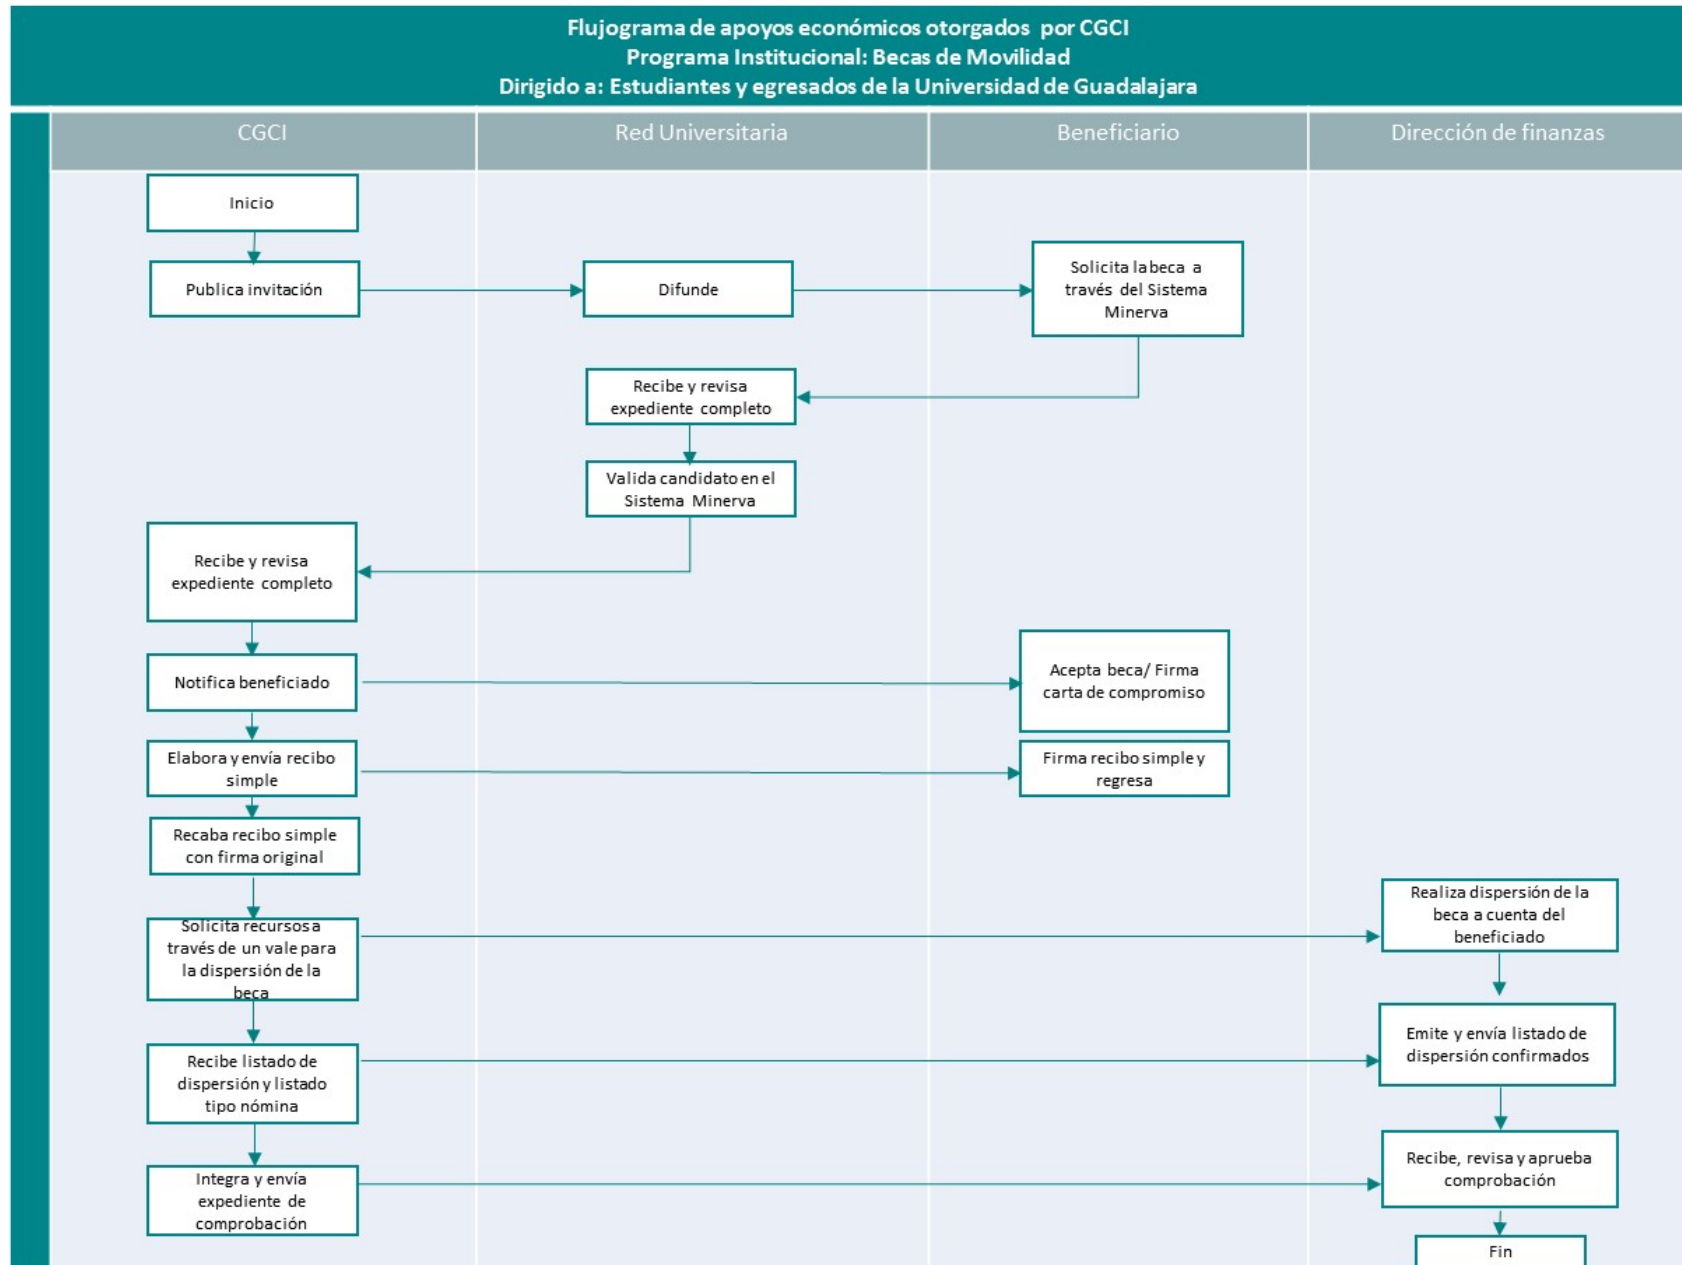 Flujograma de apoyos económicos otorgados por CGCI
Programa Institucional: Becas de Movilidad
Dirigido a: Estudiantes y egresados de la Universidad de Guadalajara
CGCI
Red Universitaria
Beneficiario
Dirección de finanzas
Inicio
Publica invitación
Difunde
Solicita la beca a
través del Sistema
Minerva
Recibe y revisa
expediente completo
Valida candidato en el
Sistema Minerva
Recibe y revisa
expediente completo
Notifica beneficiado
Acepta beca/ Firma
carta de compromiso
Elabora y envía recibo
simple
Firma recibo simple y
regresa
Recaba recibo simple
con firma original
Solicita recursos a
través de un vale para
la dispersión de la
beca
Realiza dispersión de la
beca a cuenta del
beneficiado
Recibe listado de
dispersión y listado
tipo nómina
Emite y envía listado de
dispersión confirmados
Integra y envía
expediente de
comprobación
Recibe, revisa y aprueba
comprobación
Fin